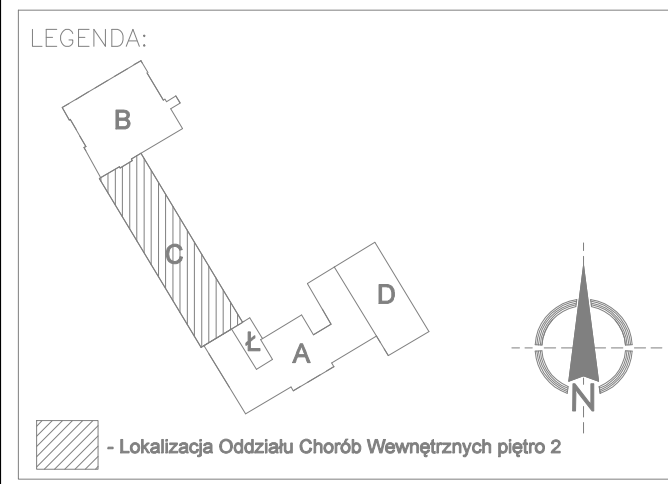 LEGENDA:
B
C
D
Ł
A
N
- Lokalizacja Oddziału Chorób Wewnętrznych piętro 2